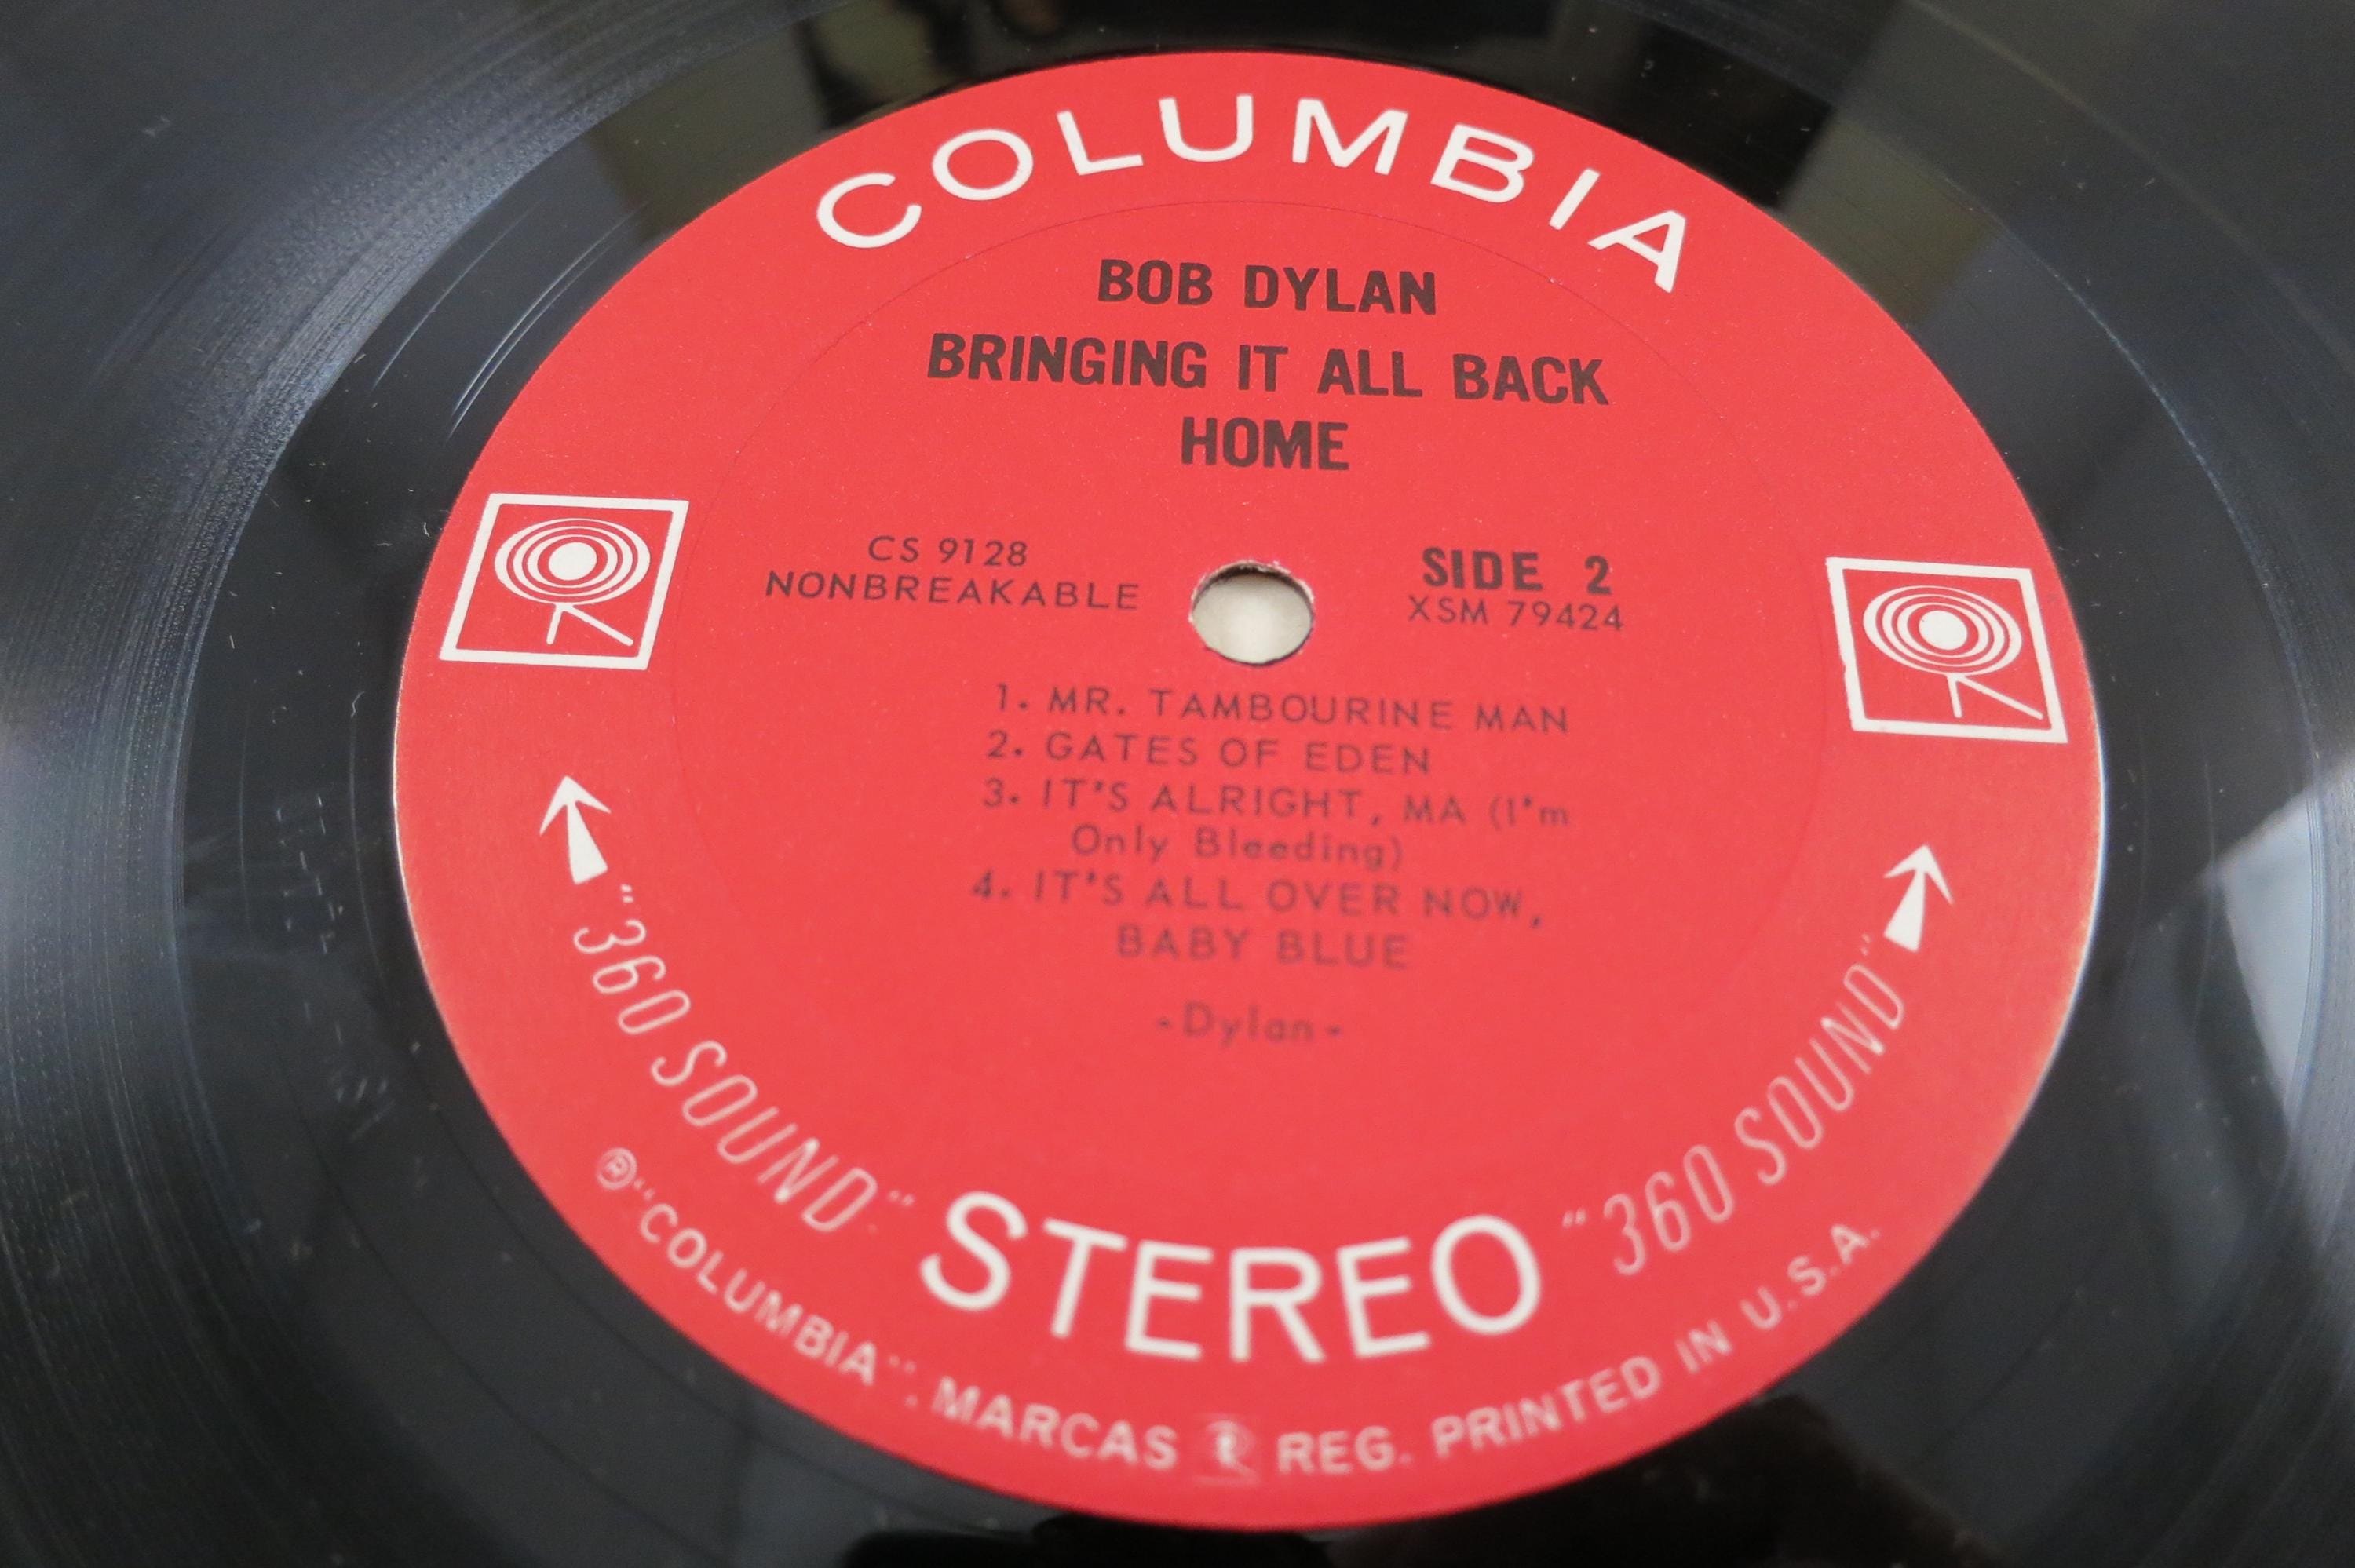 COLUMBIA
BOB DYLAN
BRINGING IT ALL BACK
HOME
CS 9128
NONBREAKABLE
SIDE 2
XSM 79424
1. MR. TAMBOURINE MAN
2. GATES OF EDEN
3. IT'S ALRIGHT, MA (I'm
Only Bleeding)
4. IT'S ALL OVER NOW,
BABY BLUE
-Dylan-
"360 SOUND" STEREO "360 SOUND"
®"COLUMBIA", MARCAS REG. PRINTED IN U.S.A.